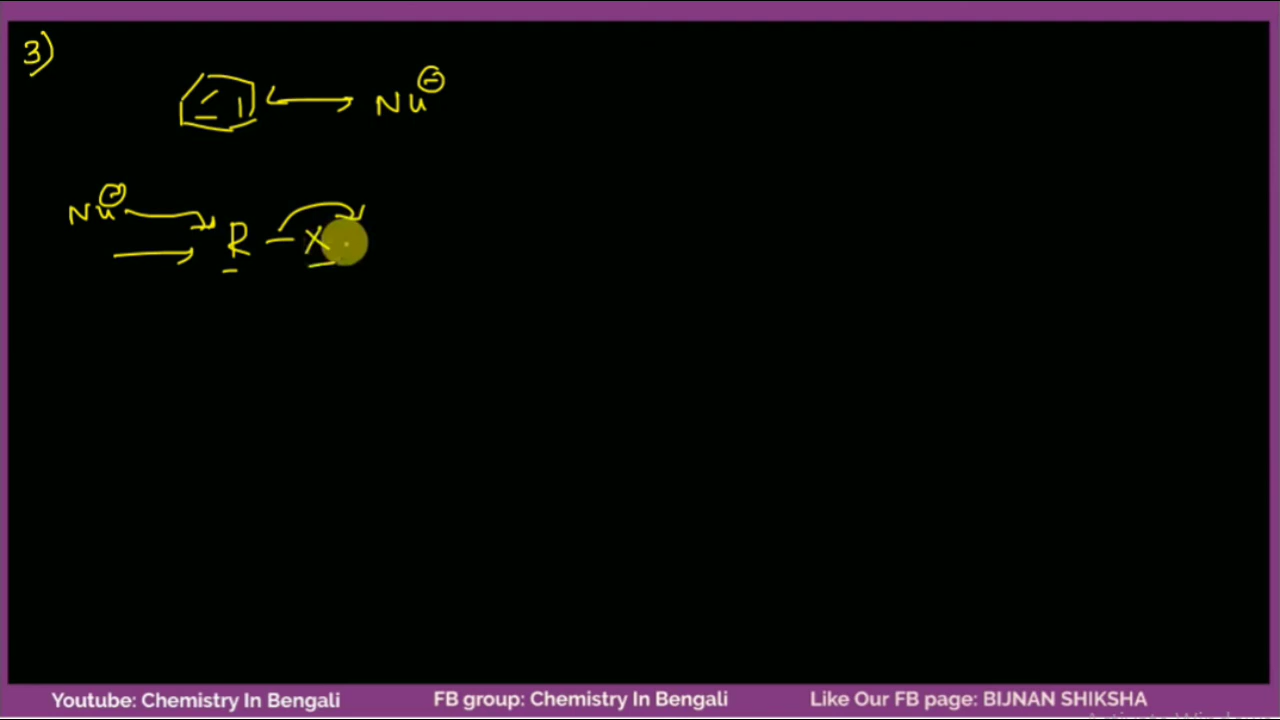 3)
Nu⊖
Nu⊖
R – X
Youtube: Chemistry In Bengali
FB group: Chemistry In Bengali
Like Our FB page: BIJNAN SHIKSHA